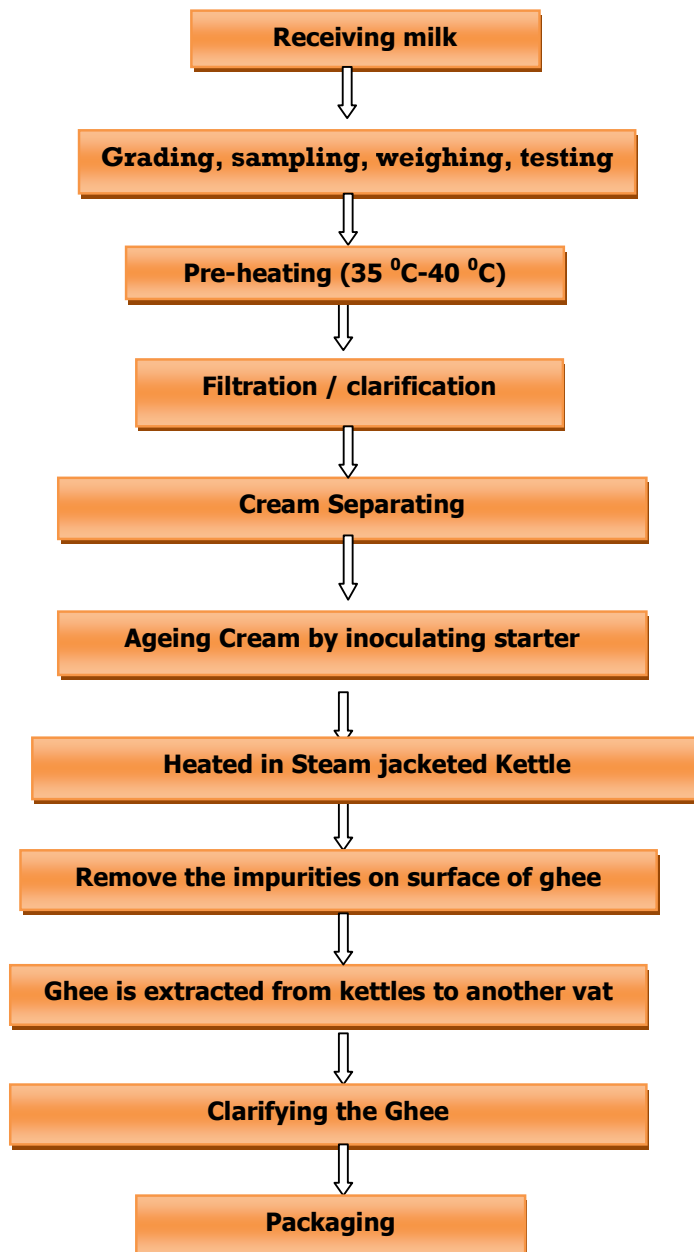 Receiving milk
Grading, sampling, weighing, testing
Pre-heating (35 ⁰C-40 ⁰C)
Filtration / clarification
Cream Separating
Ageing Cream by inoculating starter
Heated in Steam jacketed Kettle
Remove the impurities on surface of ghee
Ghee is extracted from kettles to another vat
Clarifying the Ghee
Packaging